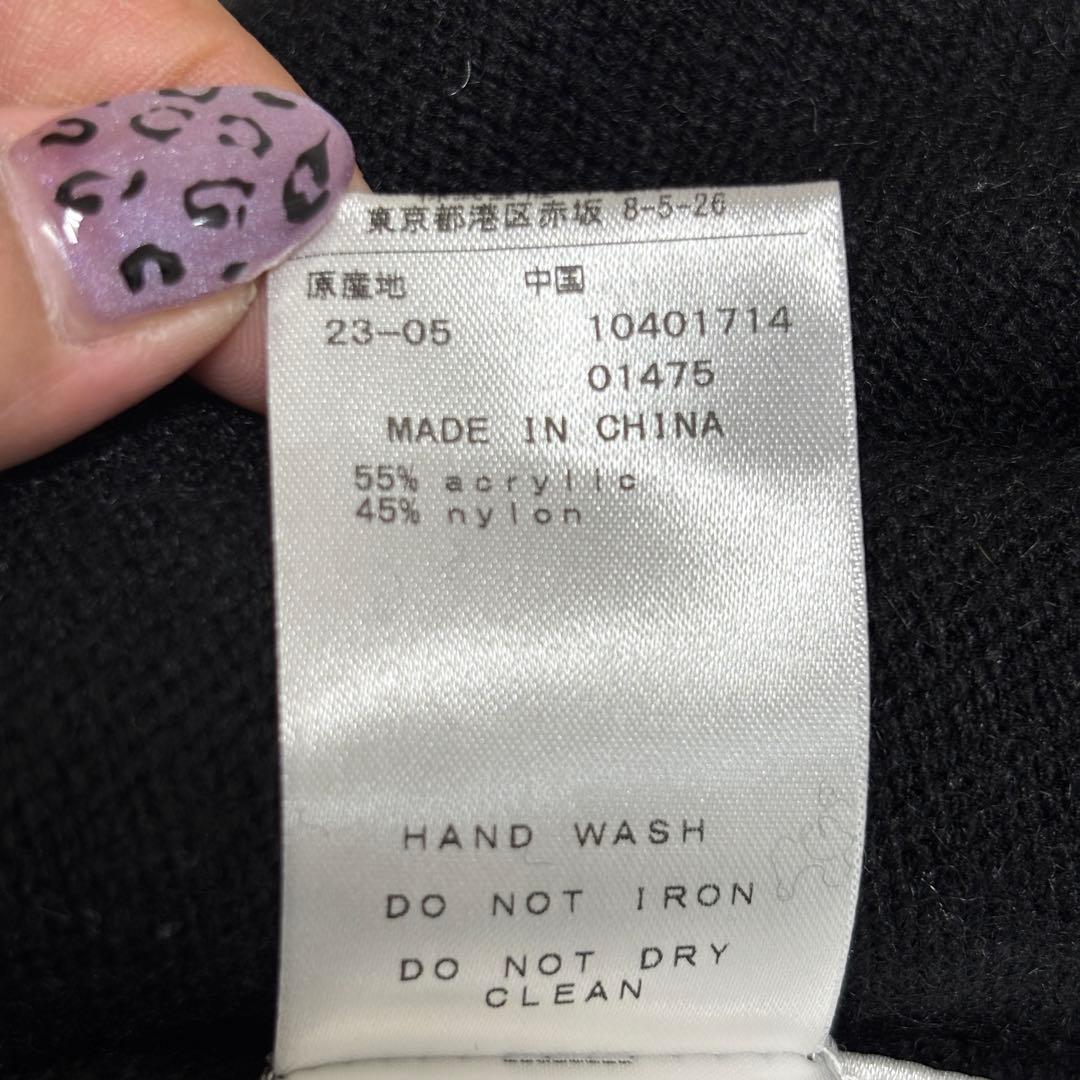 東京都港区赤坂 8-5-26
原産地 中国
23-05 10401714
01475
MADE IN CHINA
55% acrylic
45% nylon
HAND WASH
DO NOT IRON
DO NOT DRY
CLEAN